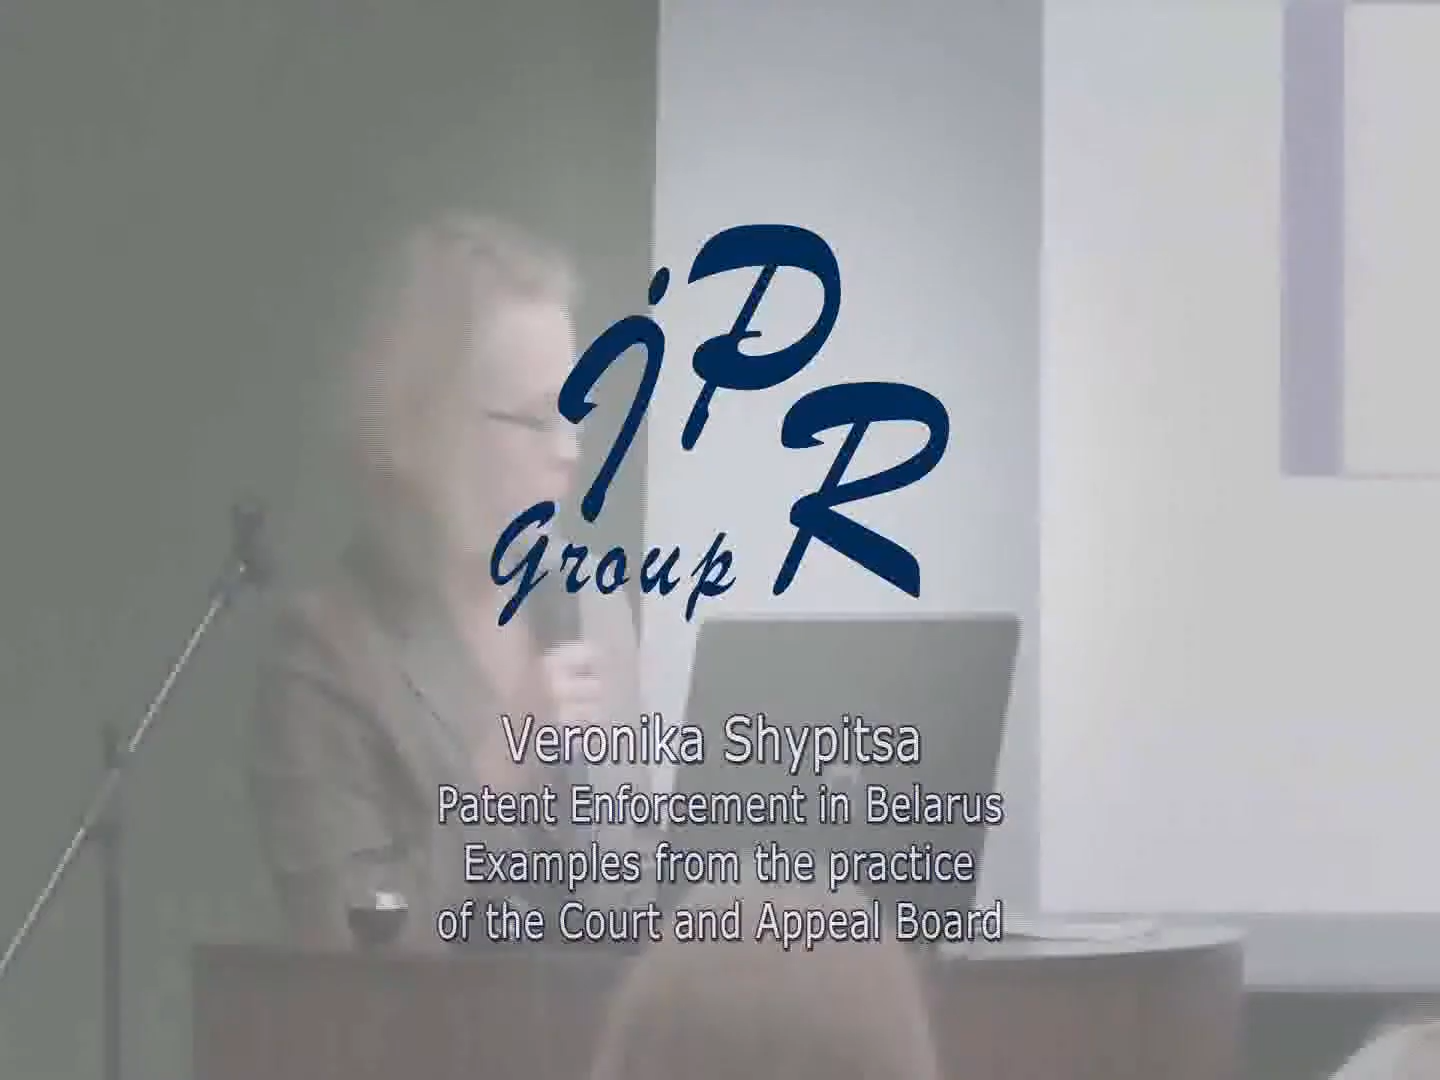 iPR
Group
Veronika Shypitsa
Patent Enforcement in Belarus
Examples from the practice
of the Court and Appeal Board